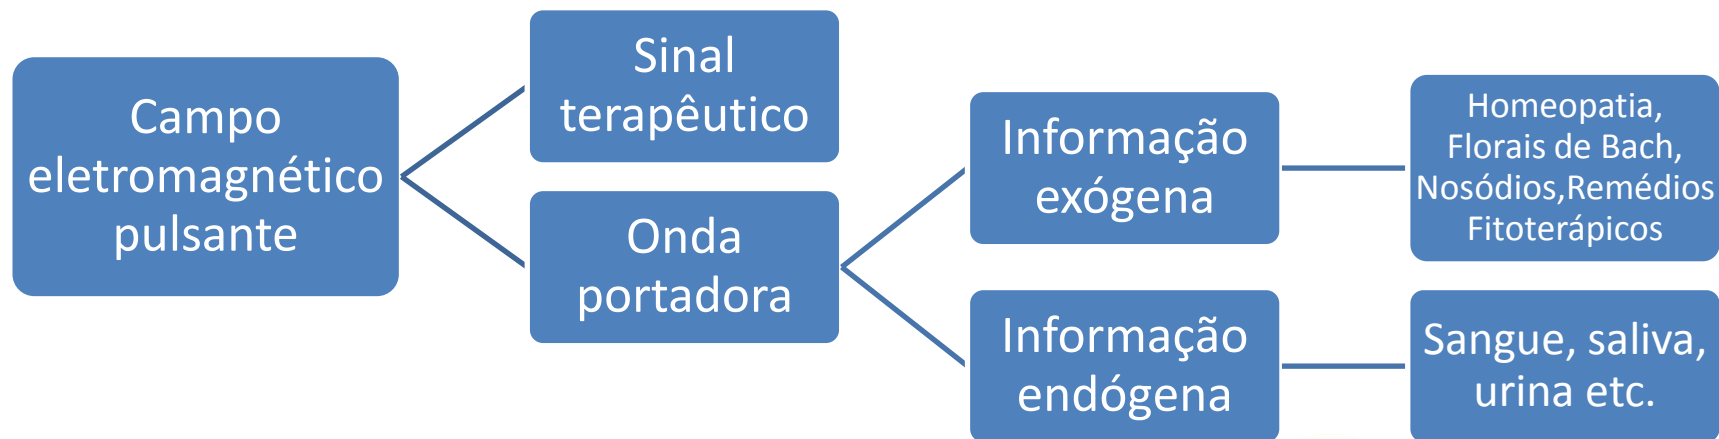 Campo
eletromagnético
pulsante
Sinal
terapêutico
Onda
portadora
Informação
exógena
Homeopatia,
Florais de Bach,
Nosódios,Remédios
Fitoterápicos
Informação
endógena
Sangue, saliva,
urina etc.